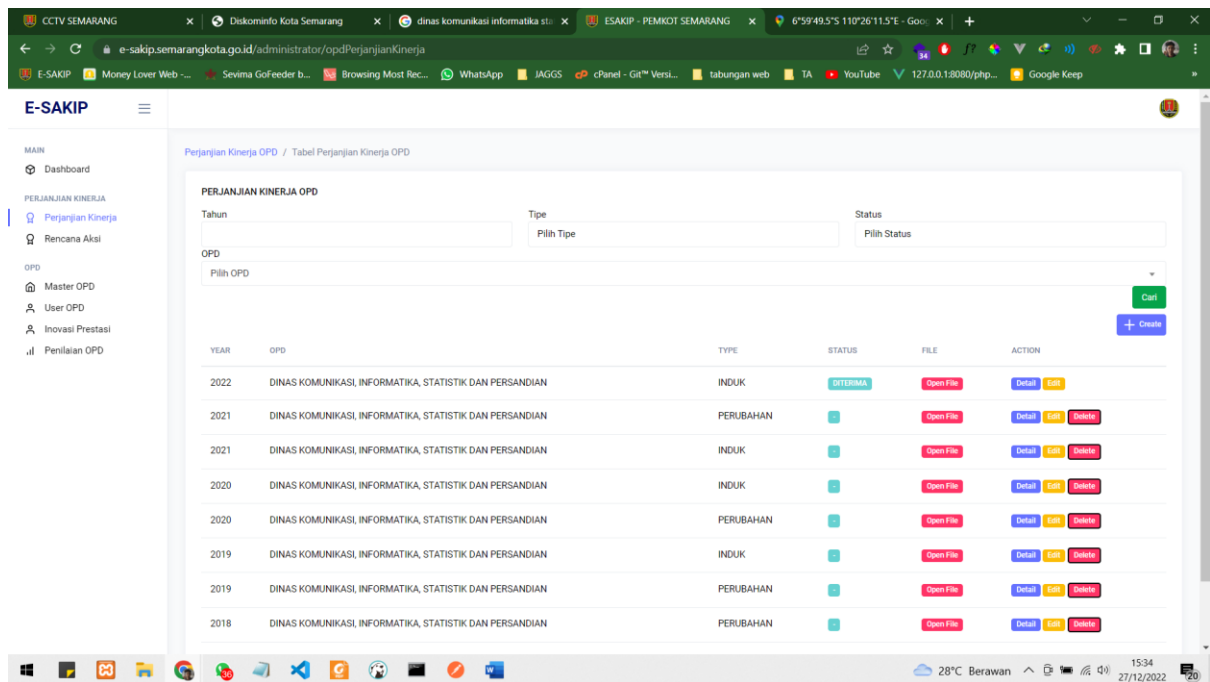 CCTV SEMARANG
Diskominfo Kota Semarang
dinas komunikasi informatika sta
ESAKIP - PEMKOT SEMARANG
6°59'49.5"S 110°26'11.5"E - Goog
e-sakip.semarangkota.go.id/administrator/opdPerjanjianKinerja
34
E-SAKIP Money Lover Web -... Sevima GoFeeder b... Browsing Most Rec... WhatsApp JAGGS cPanel - Git™ Versi... tabungan web TA YouTube 127.0.0.1:8080/php... Google Keep »
E-SAKIP
MAIN
Dashboard
PERJANJIAN KINERJA
Perjanjian Kinerja
Rencana Aksi
OPD
Master OPD
User OPD
Inovasi Prestasi
Penilaian OPD
Perjanjian Kinerja OPD / Tabel Perjanjian Kinerja OPD
PERJANJIAN KINERJA OPD
Tahun Tipe Status
Pilih Tipe Pilih Status
OPD
Pilih OPD
Cari
+ Create
YEAR OPD TYPE STATUS FILE ACTION
2022 DINAS KOMUNIKASI, INFORMATIKA, STATISTIK DAN PERSANDIAN INDUK DITERIMA Open File Detail Edit
2021 DINAS KOMUNIKASI, INFORMATIKA, STATISTIK DAN PERSANDIAN PERUBAHAN - Open File Detail Edit Delete
2021 DINAS KOMUNIKASI, INFORMATIKA, STATISTIK DAN PERSANDIAN INDUK - Open File Detail Edit Delete
2020 DINAS KOMUNIKASI, INFORMATIKA, STATISTIK DAN PERSANDIAN INDUK - Open File Detail Edit Delete
2020 DINAS KOMUNIKASI, INFORMATIKA, STATISTIK DAN PERSANDIAN PERUBAHAN - Open File Detail Edit Delete
2019 DINAS KOMUNIKASI, INFORMATIKA, STATISTIK DAN PERSANDIAN INDUK - Open File Detail Edit Delete
2019 DINAS KOMUNIKASI, INFORMATIKA, STATISTIK DAN PERSANDIAN PERUBAHAN - Open File Detail Edit Delete
2018 DINAS KOMUNIKASI, INFORMATIKA, STATISTIK DAN PERSANDIAN PERUBAHAN - Open File Detail Edit Delete
28°C Berawan
15:34
27/12/2022
20